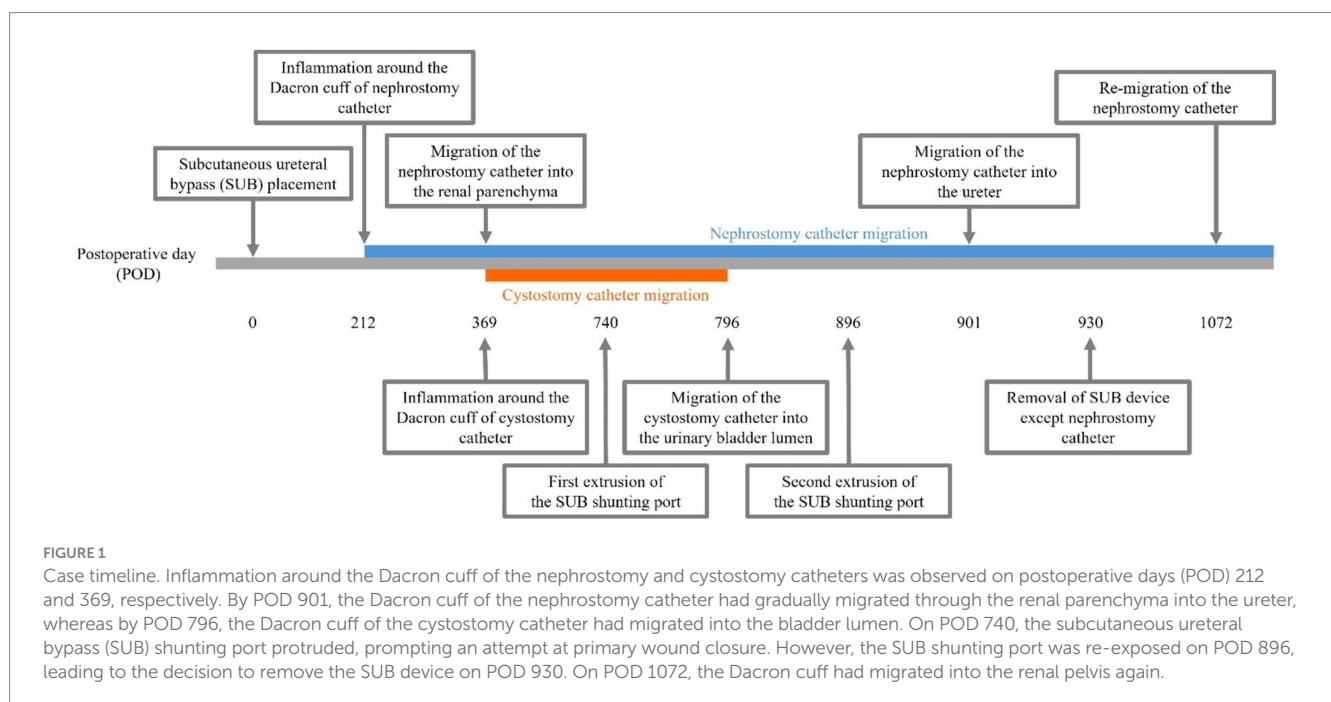 Inflammation around the
Dacron cuff of nephrostomy
catheter
Re-migration of the
nephrostomy catheter
Subcutaneous ureteral
bypass (SUB) placement
Migration of the
nephrostomy catheter into
the renal parenchyma
Migration of the
nephrostomy catheter into
the ureter
Nephrostomy catheter migration
Postoperative day
(POD)
Cystostomy catheter migration
0 212 369 740 796 896 901 930 1072
Inflammation around the
Dacron cuff of cystostomy
catheter
Migration of the
cystostomy catheter into
the urinary bladder lumen
Removal of SUB device
except nephrostomy
catheter
First extrusion of
the SUB shunting port
Second extrusion of
the SUB shunting port
FIGURE 1
Case timeline. Inflammation around the Dacron cuff of the nephrostomy and cystostomy catheters was observed on postoperative days (POD) 212
and 369, respectively. By POD 901, the Dacron cuff of the nephrostomy catheter had gradually migrated through the renal parenchyma into the ureter,
whereas by POD 796, the Dacron cuff of the cystostomy catheter had migrated into the bladder lumen. On POD 740, the subcutaneous ureteral
bypass (SUB) shunting port protruded, prompting an attempt at primary wound closure. However, the SUB shunting port was re-exposed on POD 896,
leading to the decision to remove the SUB device on POD 930. On POD 1072, the Dacron cuff had migrated into the renal pelvis again.